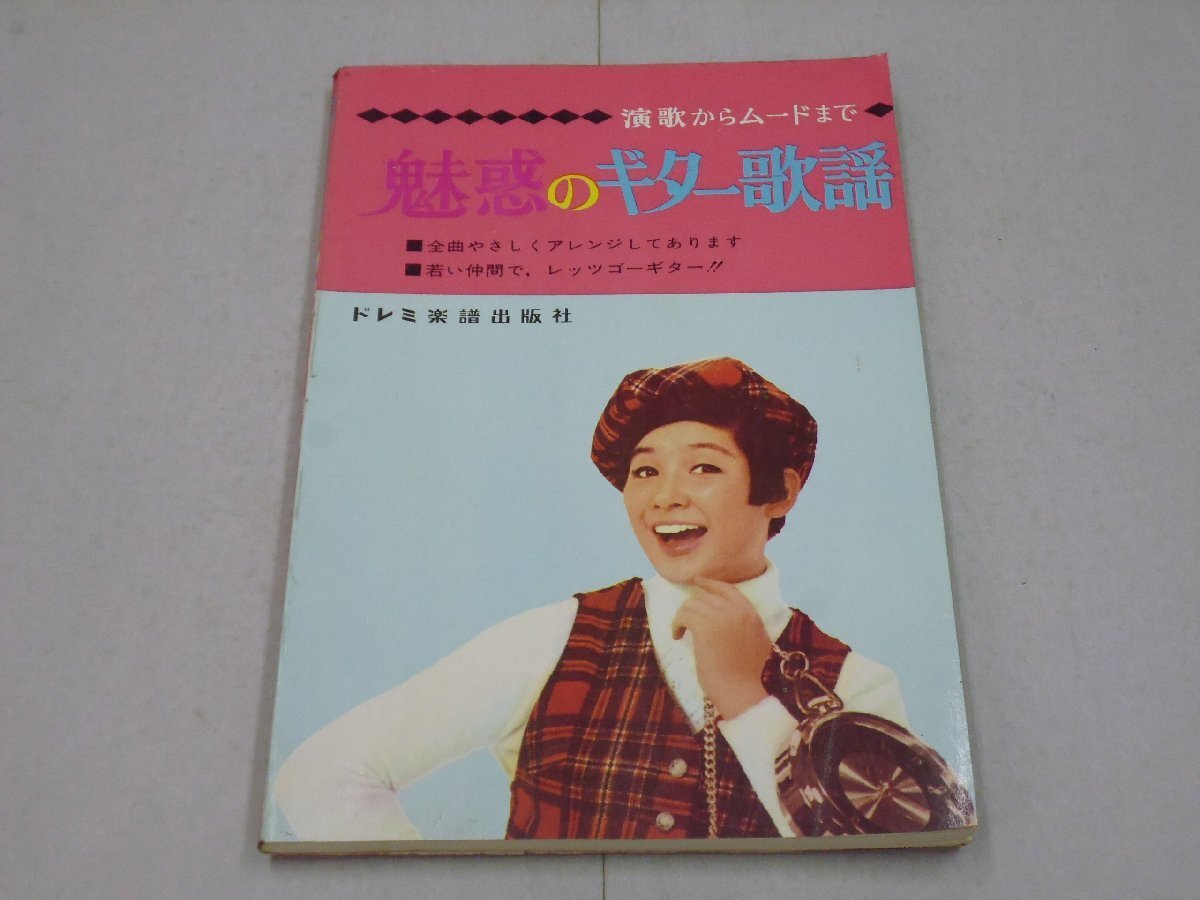 演歌からムードまで
魅惑のギター歌謡
■全曲やさしくアレンジしてあります
■若い仲間で，レッツゴーギター!!
ドレミ楽譜出版社